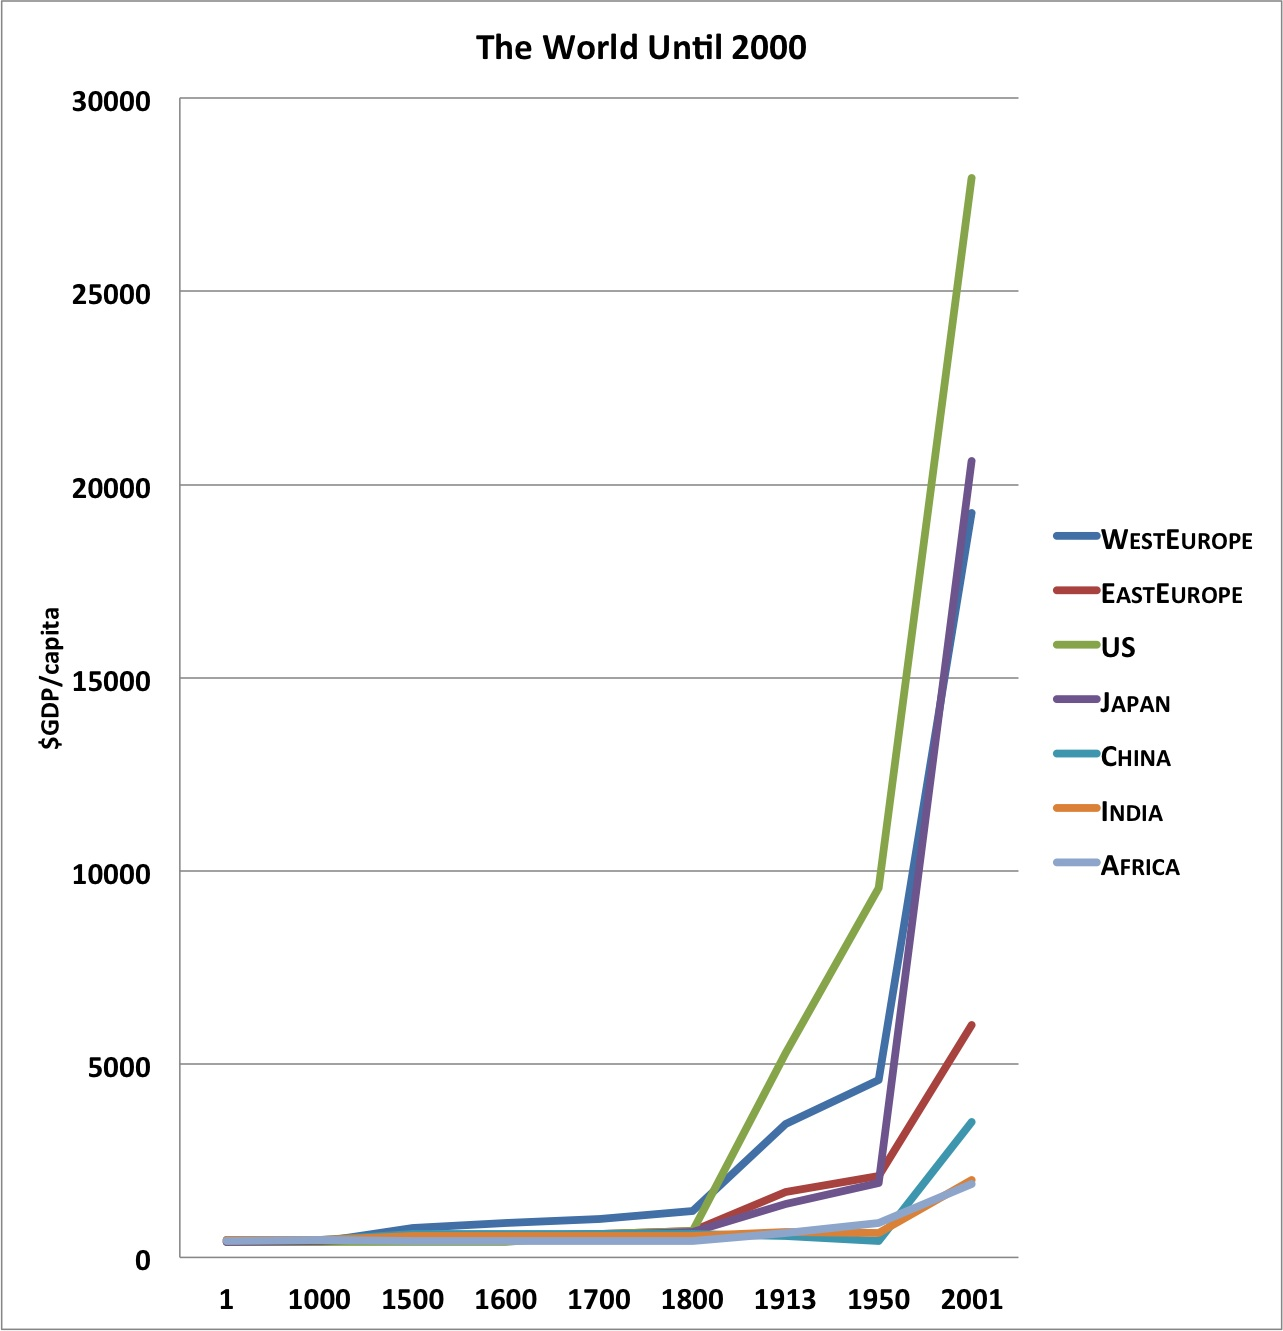 The World Until 2000
30000
25000
20000
15000
10000
5000
0
$GDP/capita
1 1000 1500 1600 1700 1800 1913 1950 2001
WESTEUROPE
EASTEUROPE
US
JAPAN
CHINA
INDIA
AFRICA